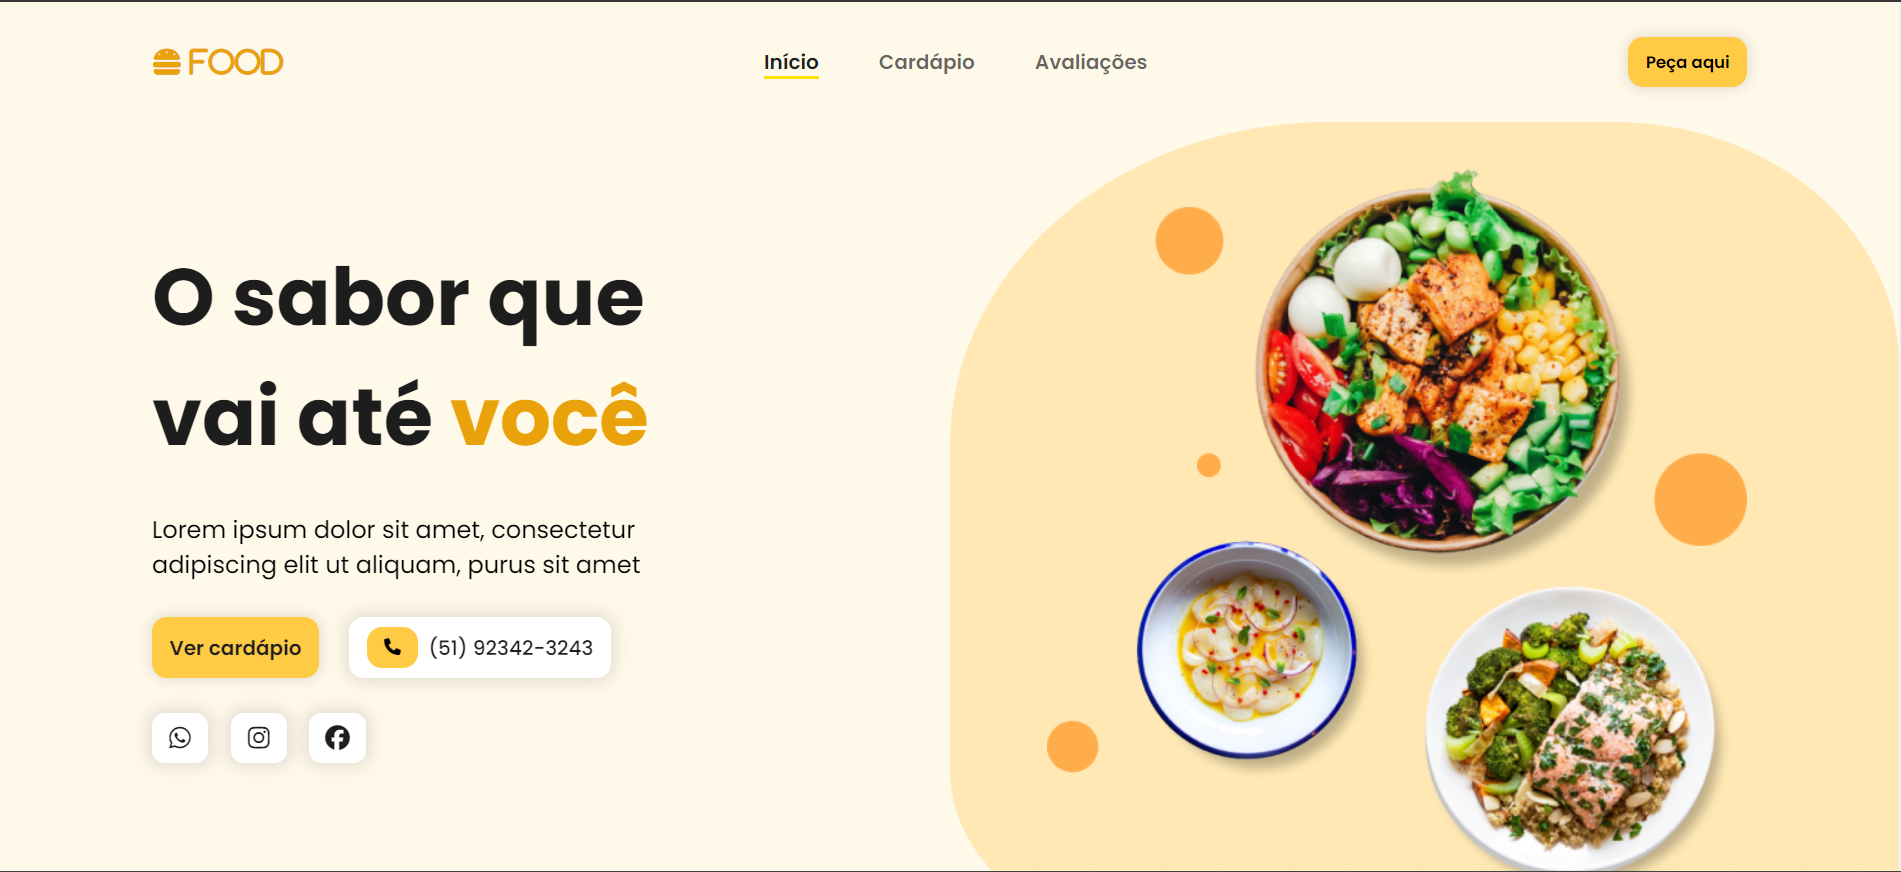 FOOD
Início
Cardápio
Avaliações
Peça aqui
O sabor que
vai até você
Lorem ipsum dolor sit amet, consectetur
adipiscing elit ut aliquam, purus sit amet
Ver cardápio
(51) 92342-3243